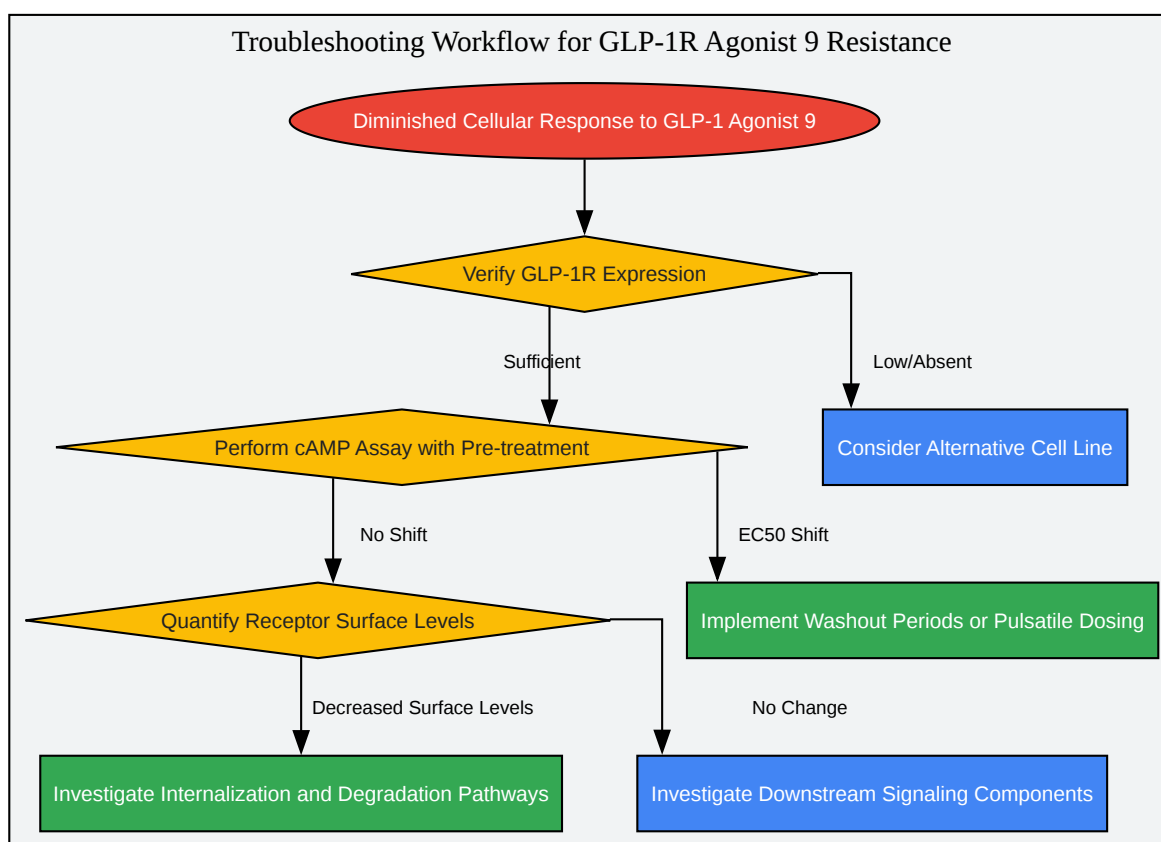 Troubleshooting Workflow for GLP-1R Agonist 9 Resistance
Diminished Cellular Response to GLP-1 Agonist 9
Verify GLP-1R Expression
Sufficient
Low/Absent
Perform cAMP Assay with Pre-treatment
Consider Alternative Cell Line
No Shift
EC50 Shift
Quantify Receptor Surface Levels
Implement Washout Periods or Pulsatile Dosing
Decreased Surface Levels
No Change
Investigate Internalization and Degradation Pathways
Investigate Downstream Signaling Components